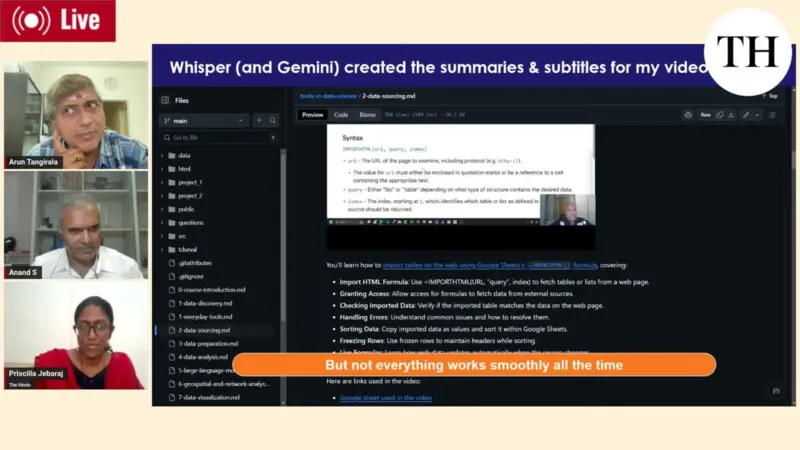 Live
TH
Whisper (and Gemini) created the summaries & subtitles for my video
Arun Tangirala
Anand S
Priscilla Jebaraj
The Hindu
Files
main
Go to file
data
html
project_1
project_2
public
questions
src
tdseval
.gitattributes
.gitignore
0-course-introduction.md
1-data-discovery.md
1-everyday-tools.md
2-data-sourcing.md
3-data-preparation.md
4-data-analysis.md
5-large-language-mo
6-geospatial-and-network-analys...
7-data-visualization.md
tools-in-data-science / 2-data-sourcing.md
Top
Preview
Code
Blame
Raw
Syntax
IMPORTHTML(url, query, index)
• url - The URL of the page to examine, including protocol (e.g. http://).
• The value for url must either be enclosed in quotation marks or be a reference to a cell
containing the appropriate text.
• query - Either "list" or "table" depending on what type of structure contains the desired data.
• index - The index, starting at 1, which identifies which table or list as defined in
source should be returned.
You'll learn how to import tables on the web using Google Sheets's =IMPORTHTML() formula, covering:
• Import HTML Formula: Use =IMPORTHTML(URL, "query", index) to fetch tables or lists from a web page.
• Granting Access: Allow access for formulas to fetch data from external sources.
• Checking Imported Data: Verify if the imported table matches the data on the web page.
• Handling Errors: Understand common issues and how to resolve them.
• Sorting Data: Copy imported data as values and sort it within Google Sheets.
• Freezing Rows: Use frozen rows to maintain headers while sorting.
But not everything works smoothly all the time
Here are links used in the video:
• Google sheet used in the video